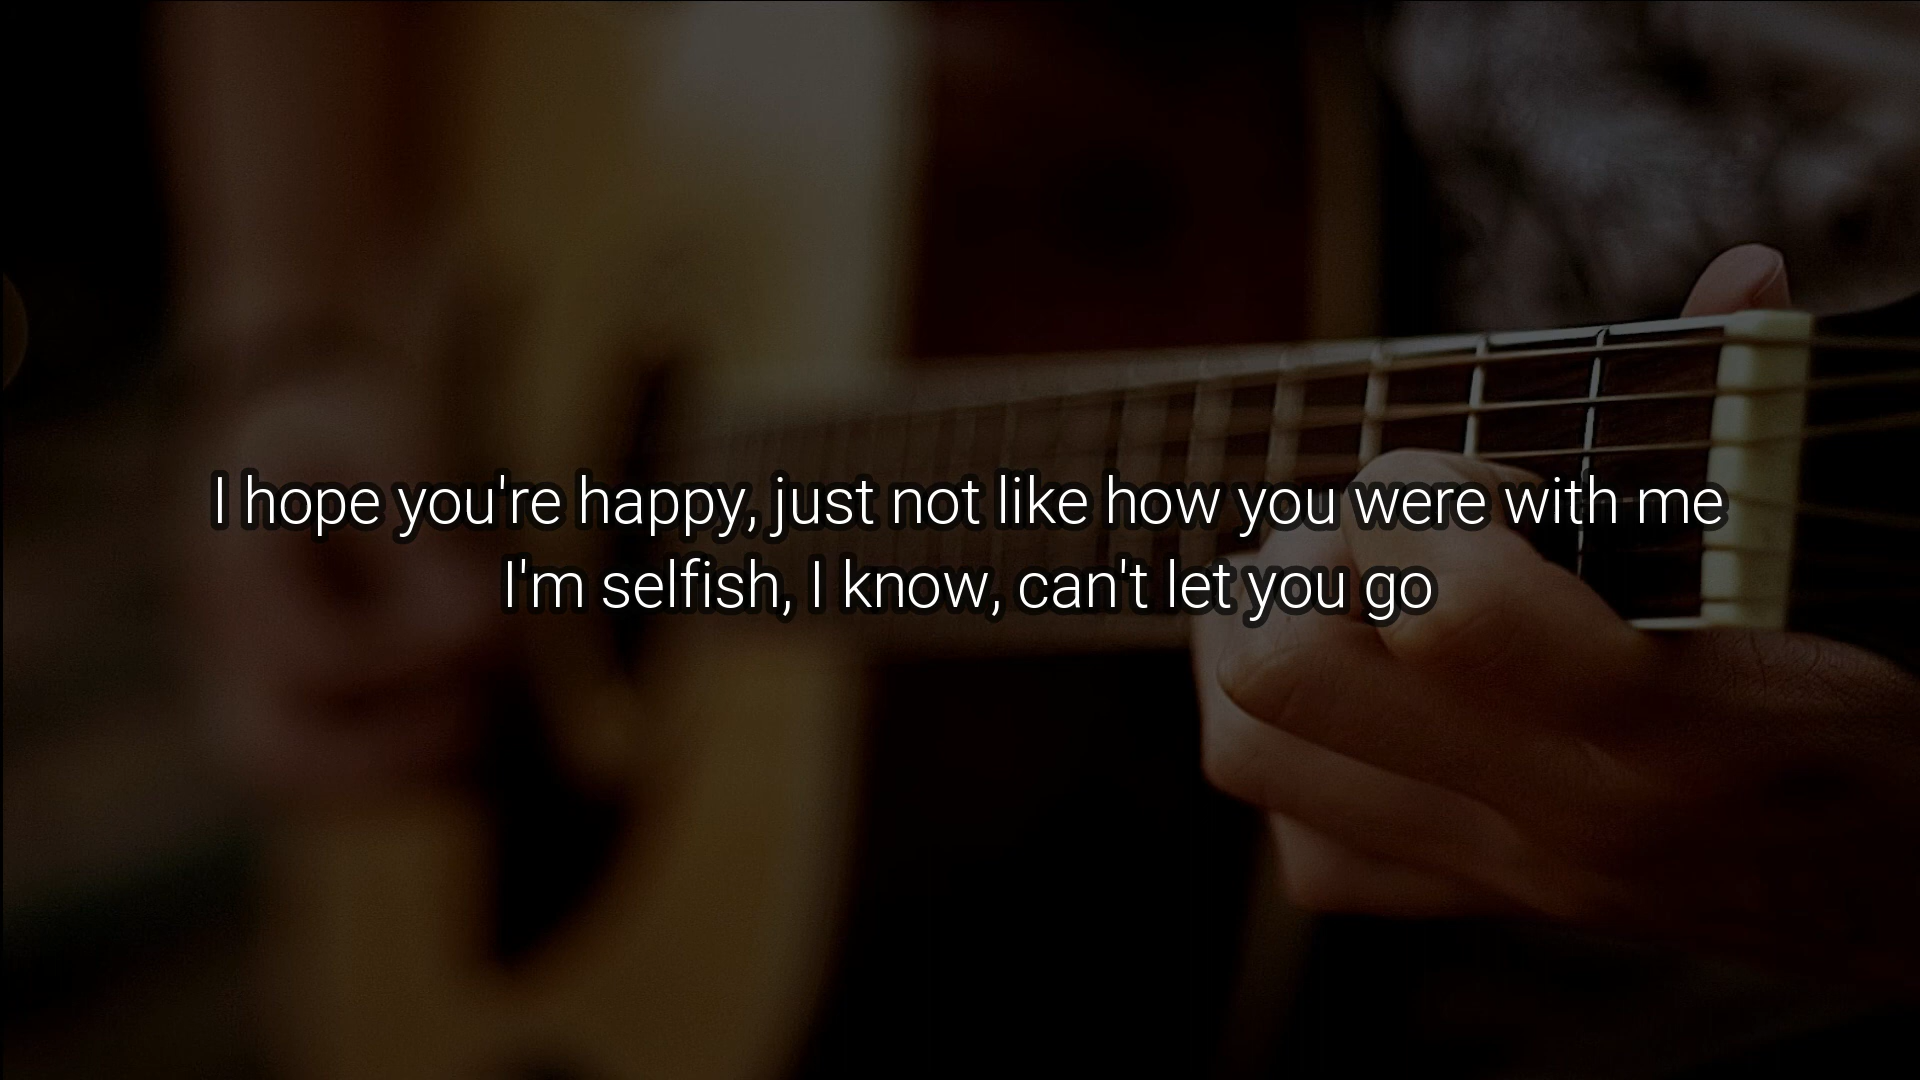 I hope you're happy, just not like how you were with me
I'm selfish, I know, can't let you go